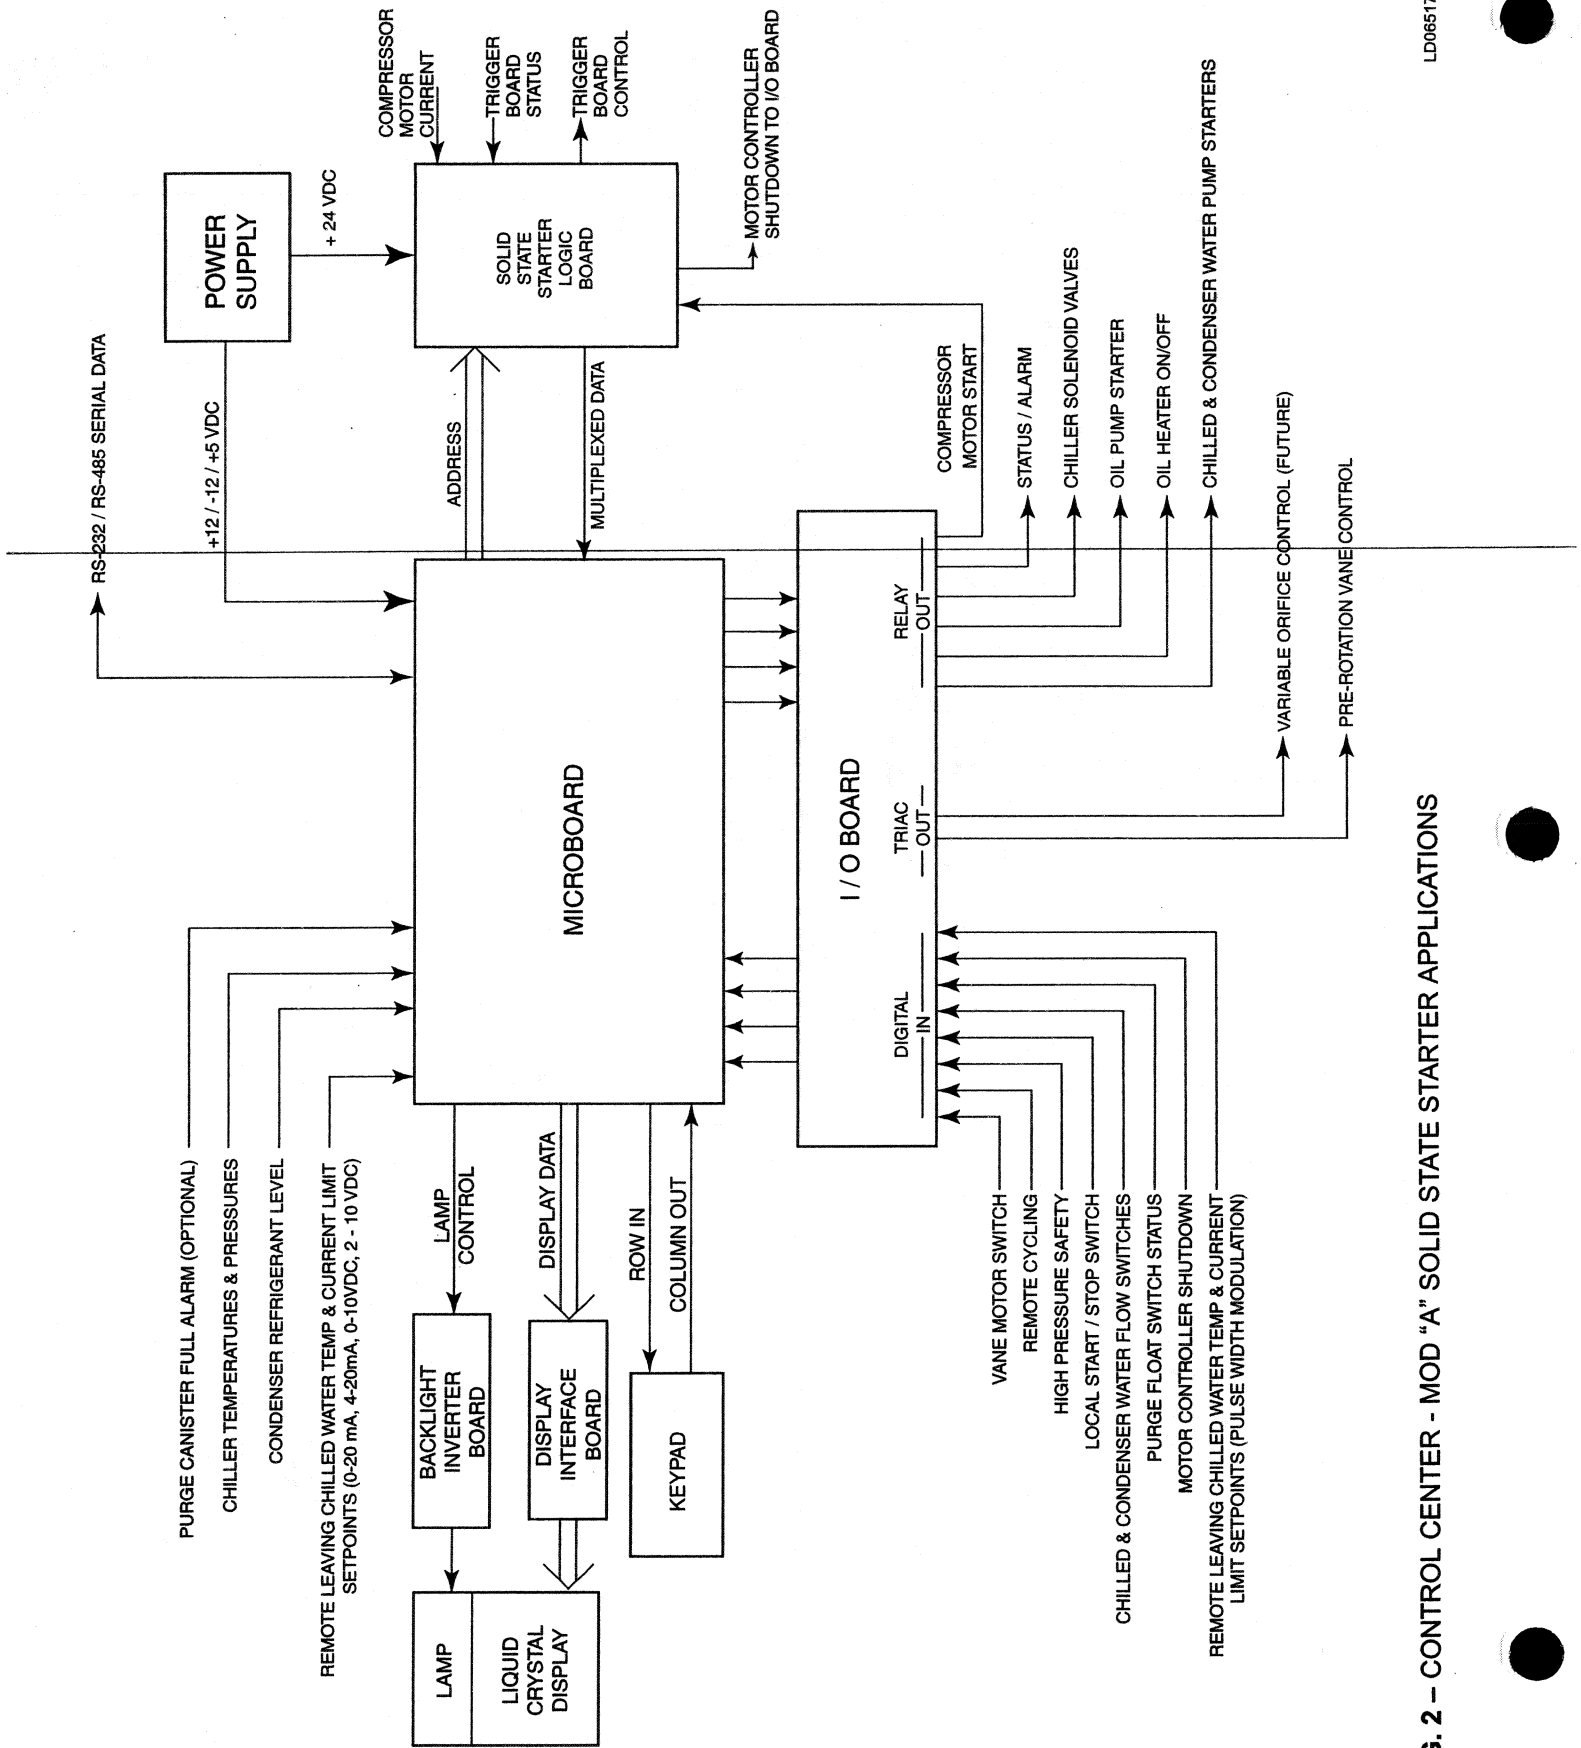 PURGE CANISTER FULL ALARM (OPTIONAL)
CHILLER TEMPERATURES & PRESSURES
CONDENSER REFRIGERANT LEVEL
REMOTE LEAVING CHILLED WATER TEMP & CURRENT LIMIT
SETPOINTS (0-20 mA, 4-20mA, 0-10VDC, 2 - 10 VDC)
RS-232 / RS-485 SERIAL DATA
+12 / -12 / +5 VDC
POWER
SUPPLY
+ 24 VDC
COMPRESSOR
MOTOR
CURRENT
TRIGGER
BOARD
STATUS
TRIGGER
BOARD
CONTROL
LAMP
LIQUID
CRYSTAL
DISPLAY
BACKLIGHT
INVERTER
BOARD
DISPLAY
INTERFACE
BOARD
KEYPAD
LAMP
CONTROL
DISPLAY DATA
ROW IN
COLUMN OUT
MICROBOARD
ADDRESS
MULTIPLEXED DATA
SOLID
STATE
STARTER
LOGIC
BOARD
MOTOR CONTROLLER
SHUTDOWN TO I/O BOARD
I / O BOARD
DIGITAL
IN
TRIAC
OUT
RELAY
OUT
COMPRESSOR
MOTOR START
VANE MOTOR SWITCH
REMOTE CYCLING
HIGH PRESSURE SAFETY
LOCAL START / STOP SWITCH
CHILLED & CONDENSER WATER FLOW SWITCHES
PURGE FLOAT SWITCH STATUS
MOTOR CONTROLLER SHUTDOWN
REMOTE LEAVING CHILLED WATER TEMP & CURRENT
LIMIT SETPOINTS (PULSE WIDTH MODULATION)
STATUS / ALARM
CHILLER SOLENOID VALVES
OIL PUMP STARTER
OIL HEATER ON/OFF
CHILLED & CONDENSER WATER PUMP STARTERS
VARIABLE ORIFICE CONTROL (FUTURE)
PRE-ROTATION VANE CONTROL
LD06517
G. 2 – CONTROL CENTER - MOD “A” SOLID STATE STARTER APPLICATIONS